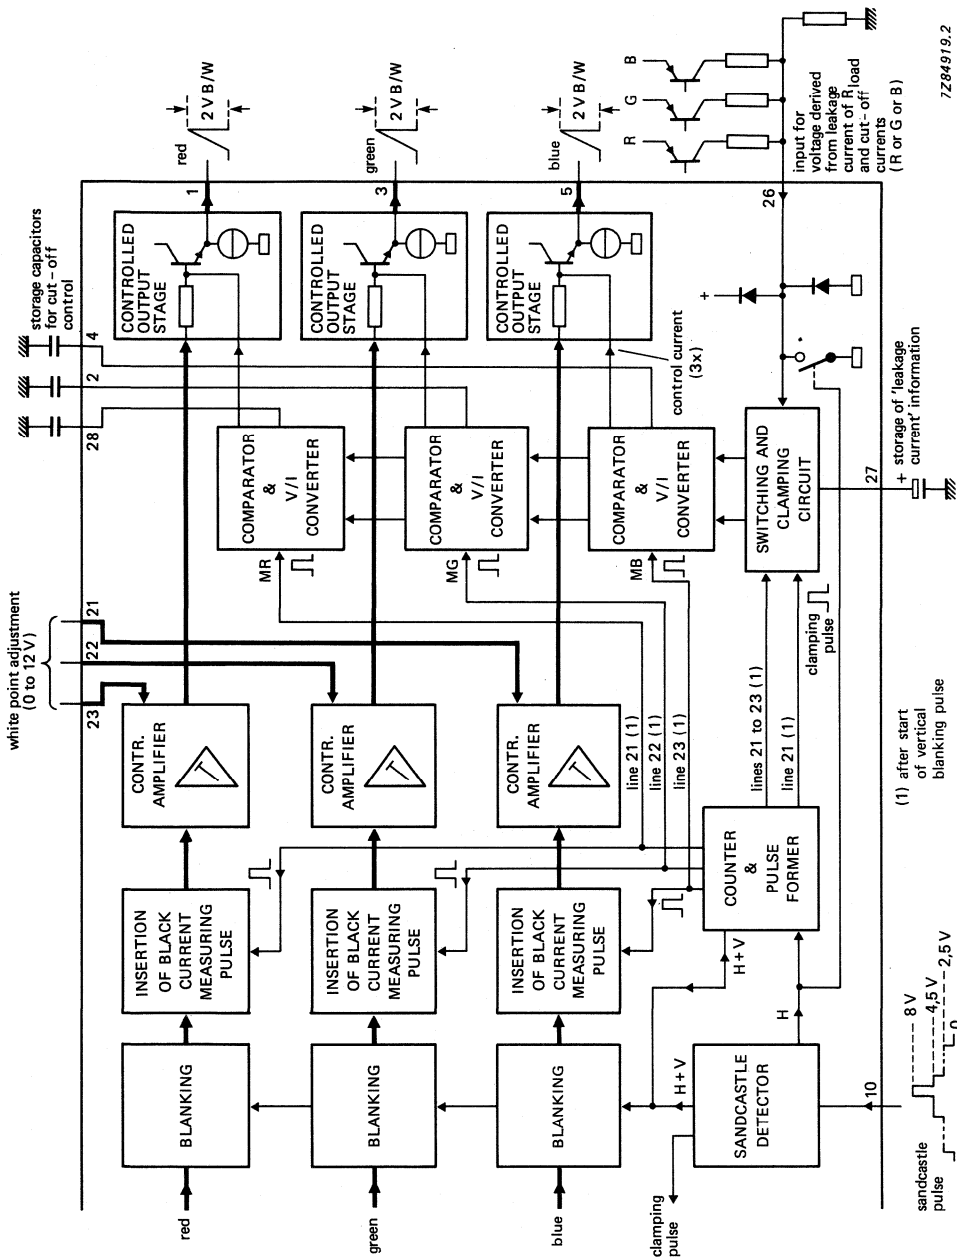 red
green
blue
BLANKING
BLANKING
BLANKING
INSERTION
OF BLACK
CURRENT
MEASURING
PULSE
INSERTION
OF BLACK
CURRENT
MEASURING
PULSE
INSERTION
OF BLACK
CURRENT
MEASURING
PULSE
CONTR.
AMPLIFIER
CONTR.
AMPLIFIER
CONTR.
AMPLIFIER
white point adjustment
(0 to 12 V)
23
22
21
storage capacitors
for cut-off
control
28
2
4
COMPARATOR
&
V/I
CONVERTER
COMPARATOR
&
V/I
CONVERTER
COMPARATOR
&
V/I
CONVERTER
MR
MG
MB
CONTROLLED
OUTPUT
STAGE
CONTROLLED
OUTPUT
STAGE
CONTROLLED
OUTPUT
STAGE
control current
(3x)
1
3
5
red
green
blue
2 V B/W
2 V B/W
2 V B/W
R
G
B
input for
voltage derived
from leakage
current of Rload
and cut-off
currents
(R or G or B)
26
+
SWITCHING AND
CLAMPING
CIRCUIT
27
+ storage of 'leakage
current' information
clamping
pulse
line 21 (1)
line 22 (1)
line 23 (1)
lines 21 to 23 (1)
line 21 (1)
COUNTER
&
PULSE
FORMER
H+V
H
H+V
SANDCASTLE
DETECTOR
clamping
pulse
10
sandcastle
pulse
8 V
4,5 V
2,5 V
0
(1) after start
of vertical
blanking pulse
7Z84919.2